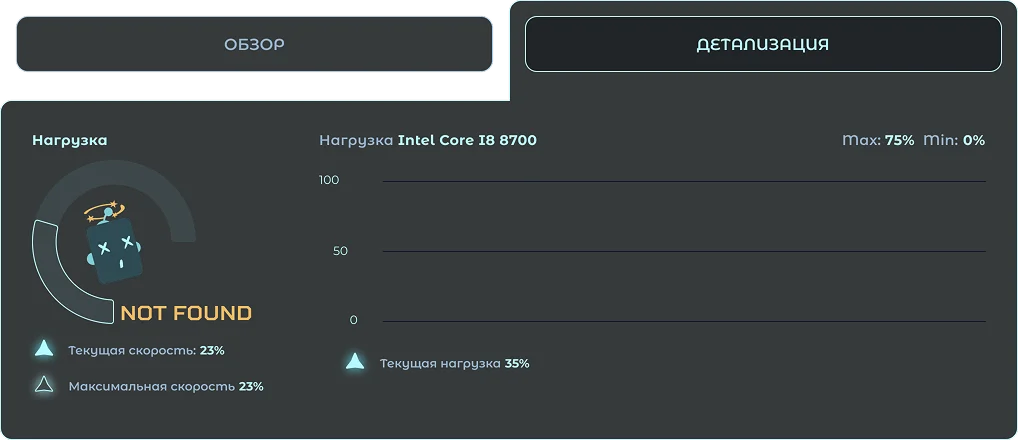 ОБЗОР
ДЕТАЛИЗАЦИЯ
Нагрузка
Нагрузка Intel Core I8 8700
Max: 75% Min: 0%
100
50
0
NOT FOUND
Текущая скорость: 23%
Максимальная скорость 23%
Текущая нагрузка 35%